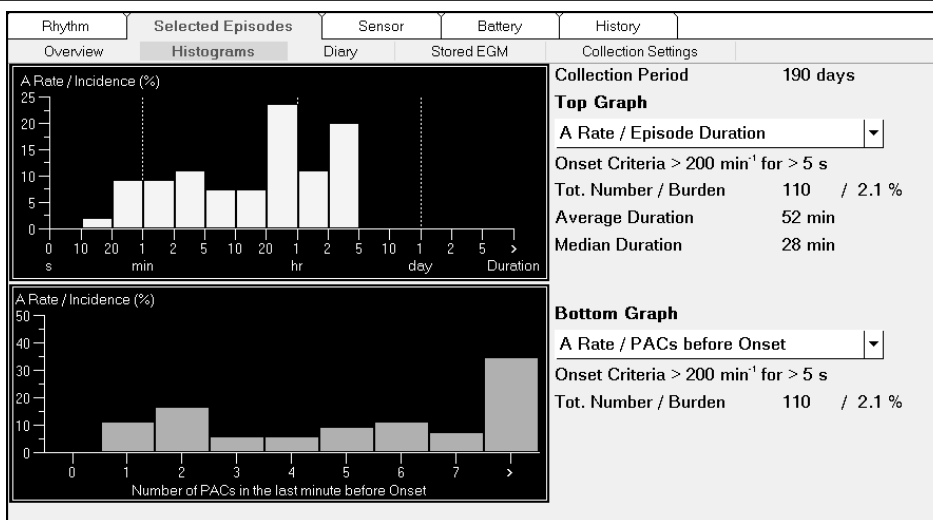 Rhythm Selected Episodes Sensor Battery History
Overview Histograms Diary Stored EGM Collection Settings
A Rate / Incidence (%)
25
20
15
10
5
0
0 10 20 1 2 5 10 20 1 2 5 10 1 2 5 >
s min hr day Duration
Collection Period 190 days
Top Graph
A Rate / Episode Duration
Onset Criteria > 200 min⁻¹ for > 5 s
Tot. Number / Burden 110 / 2.1 %
Average Duration 52 min
Median Duration 28 min
A Rate / Incidence (%)
50
40
30
20
10
0
0 1 2 3 4 5 6 7 >
Number of PACs in the last minute before Onset
Bottom Graph
A Rate / PACs before Onset
Onset Criteria > 200 min⁻¹ for > 5 s
Tot. Number / Burden 110 / 2.1 %